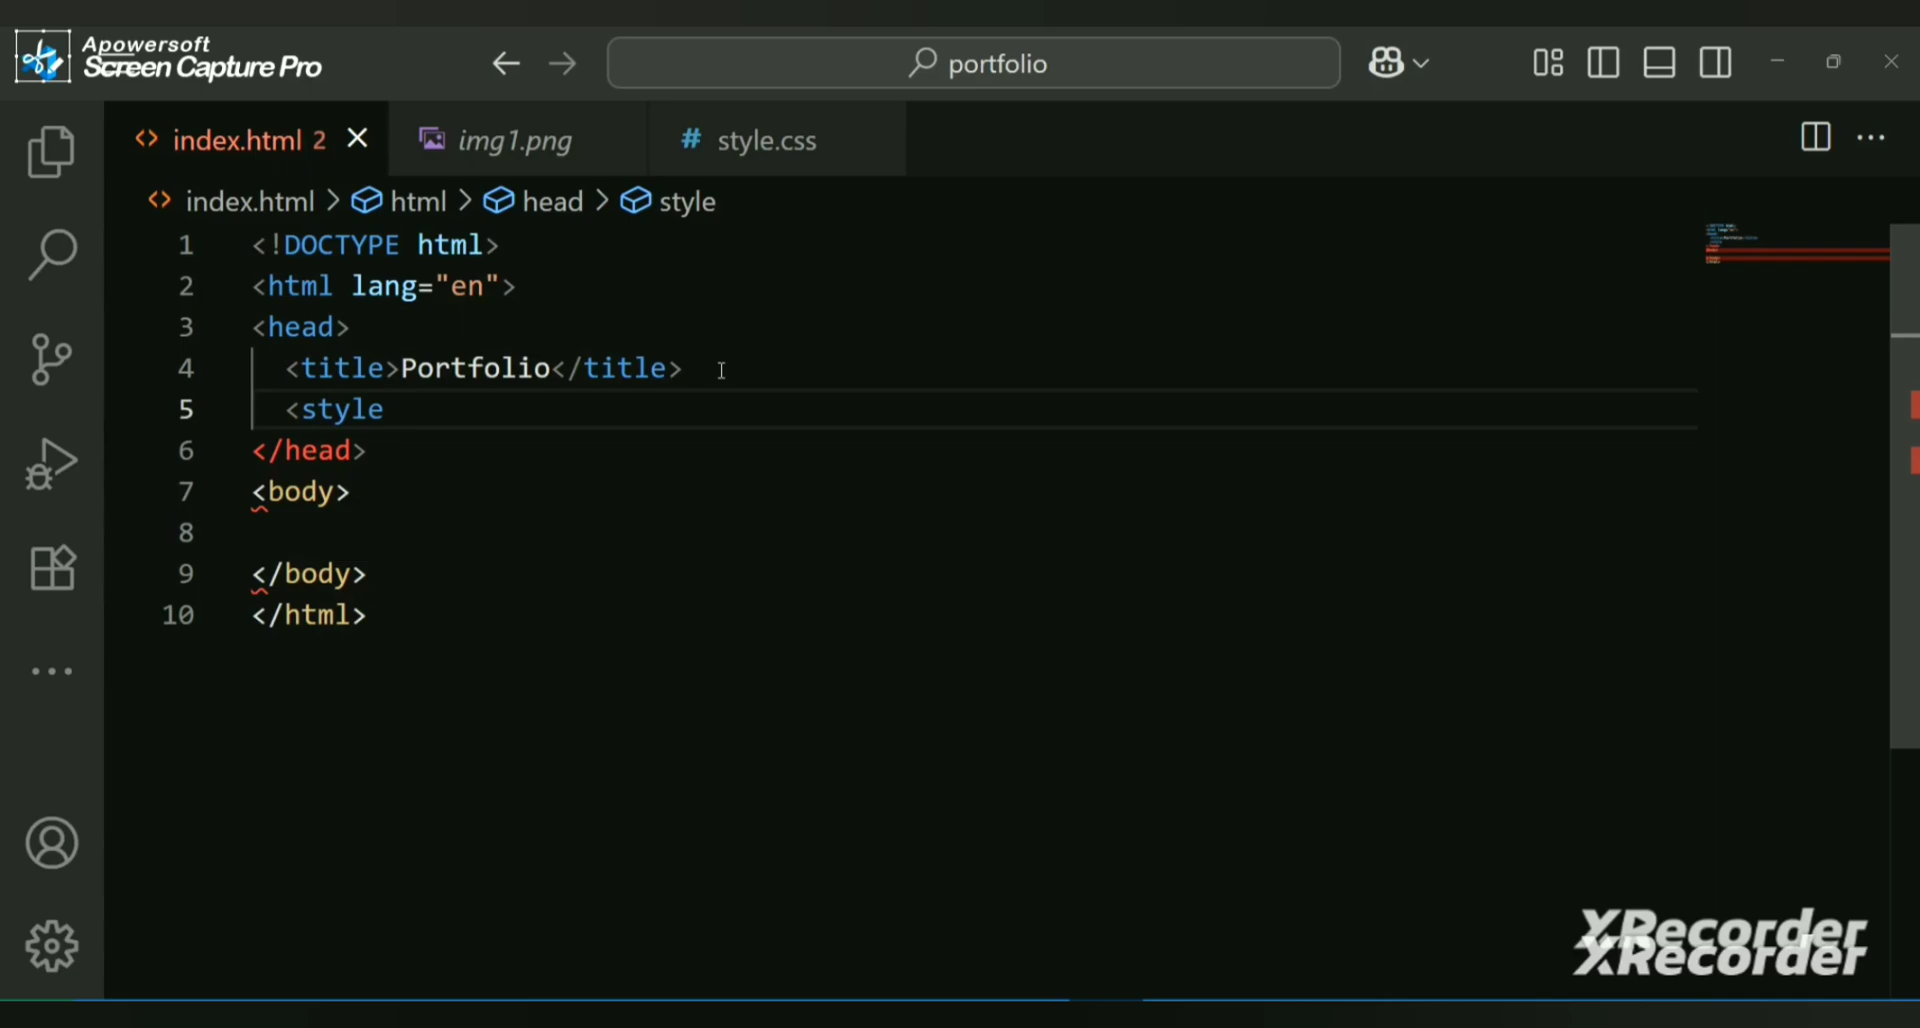 Apowersoft
Screen Capture Pro
portfolio
index.html 2
img1.png
style.css
index.html > html > head > style
1 <!DOCTYPE html>
2 <html lang="en">
3 <head>
4 <title>Portfolio</title>
5 <style
6 </head>
7 <body>
8
9 </body>
10 </html>
XRecorder
XRecorder